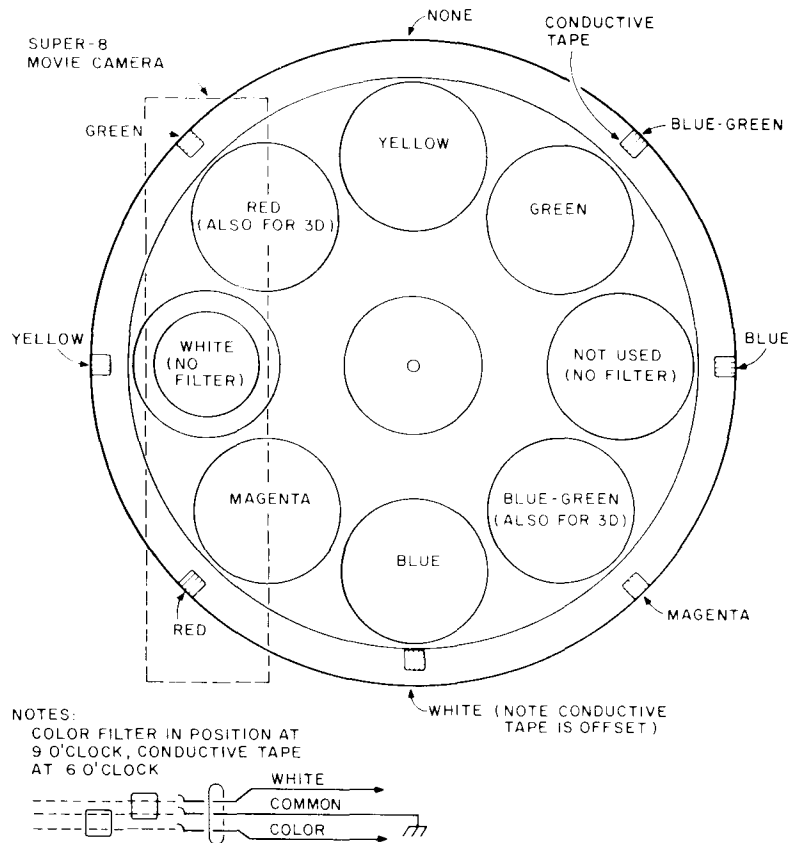 NONE
SUPER-8
MOVIE CAMERA
CONDUCTIVE
TAPE
GREEN
BLUE-GREEN
YELLOW
RED
(ALSO FOR 3D)
GREEN
YELLOW
WHITE
(NO
FILTER)
NOT USED
(NO FILTER)
BLUE
MAGENTA
BLUE-GREEN
(ALSO FOR 3D)
BLUE
RED
MAGENTA
WHITE (NOTE CONDUCTIVE
TAPE IS OFFSET)
NOTES:
COLOR FILTER IN POSITION AT
9 O'CLOCK, CONDUCTIVE TAPE
AT 6 O'CLOCK
WHITE
COMMON
COLOR